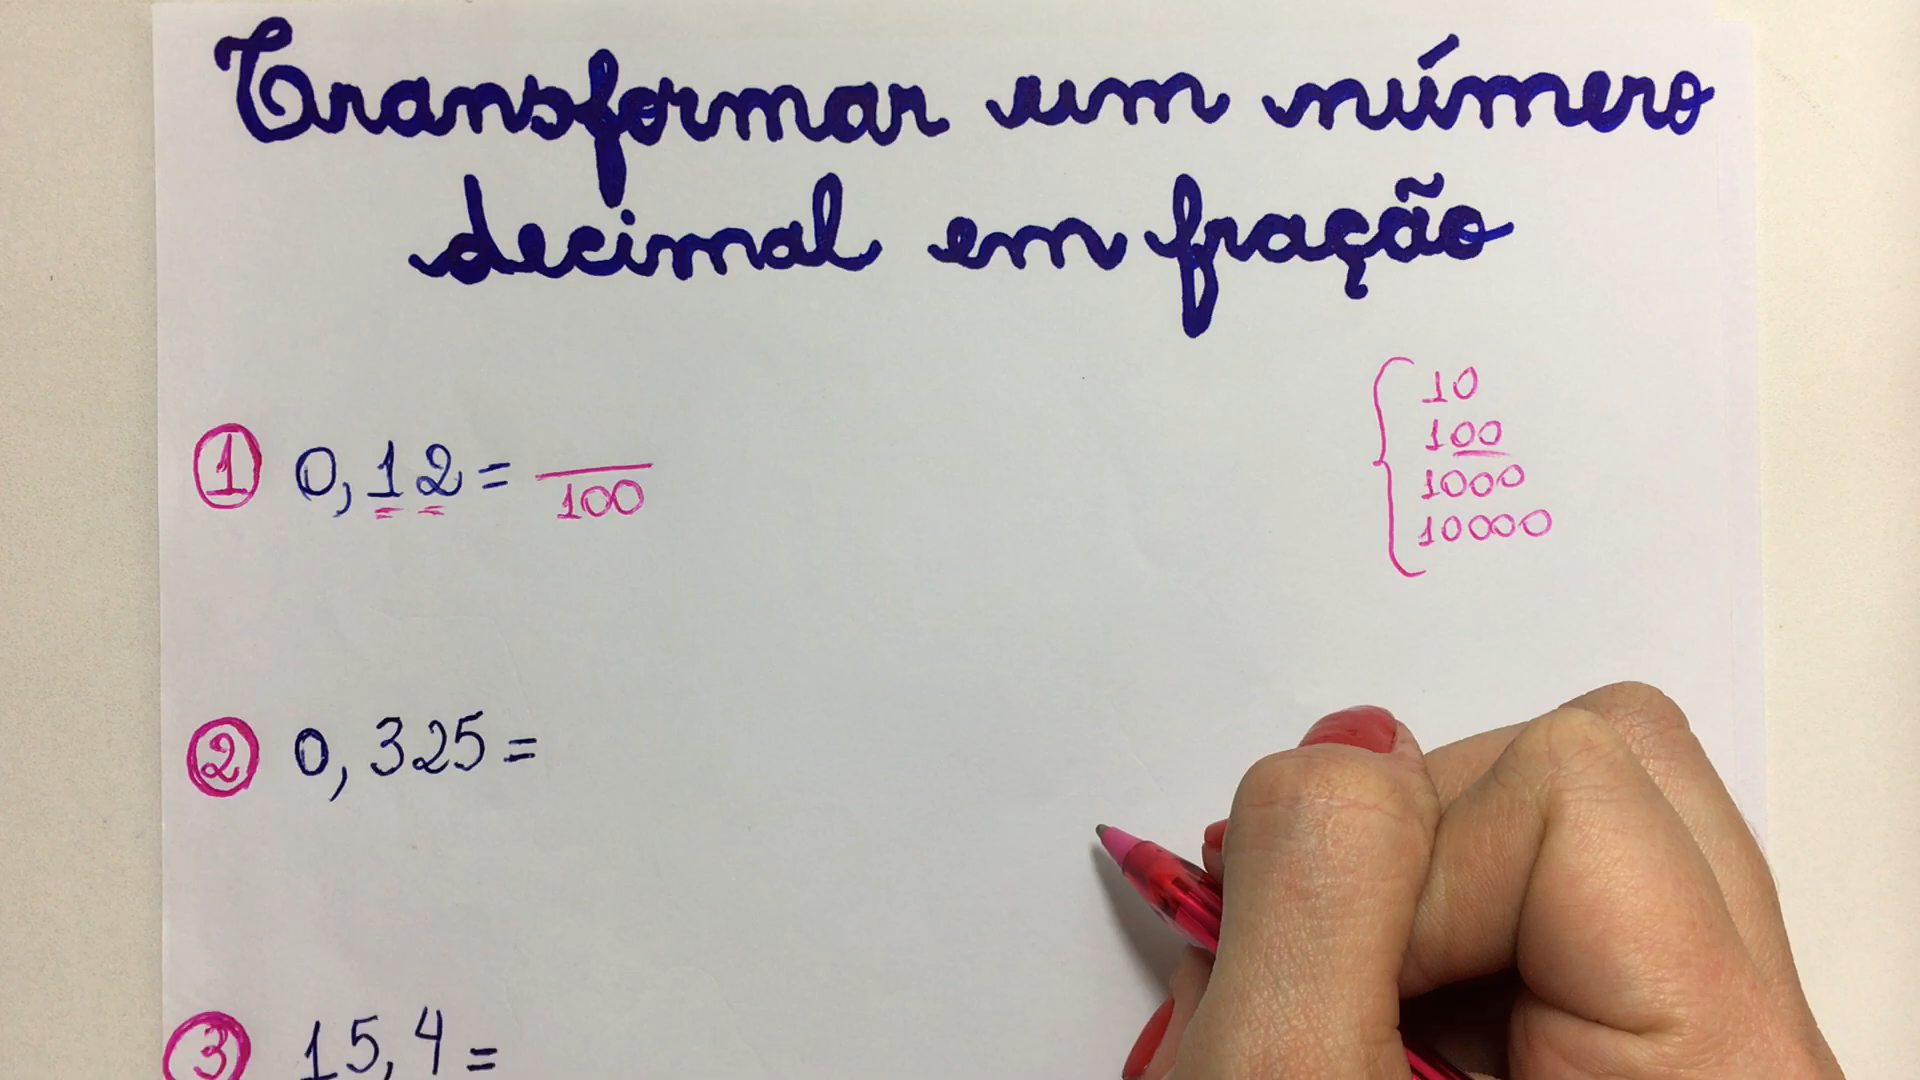 Transformar um número
decimal em fração
10
100
1000
10000
1 0,12 = /100
2 0,325 =
3 15,4 =